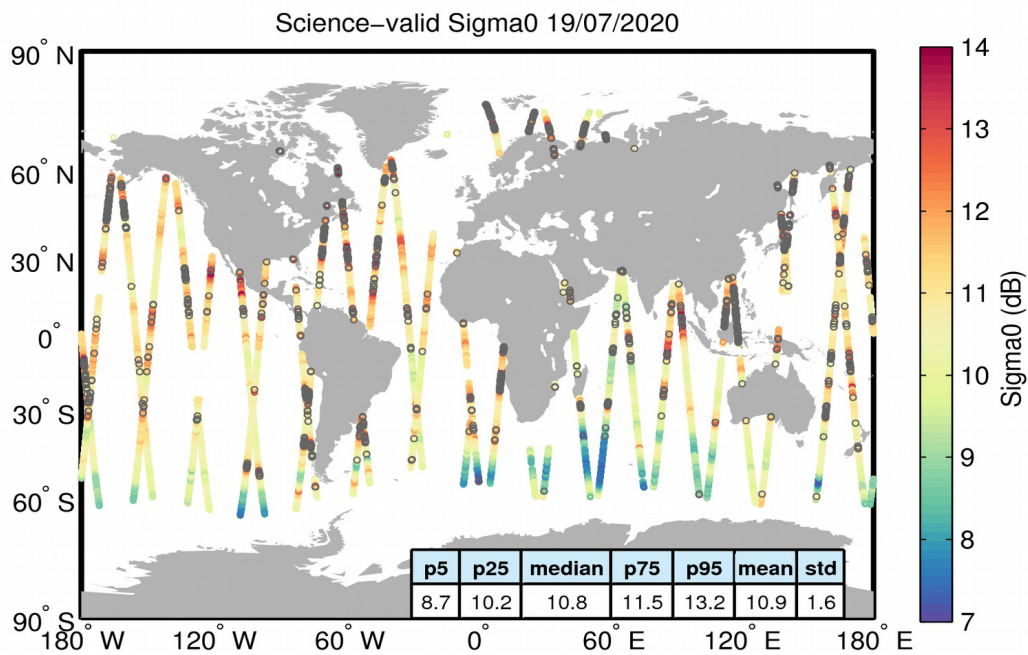 Science−valid Sigma0 19/07/2020
90° N
60° N
30° N
0°
30° S
60° S
90° S
180° W
120° W
60° W
0°
60° E
120° E
180° E
14
13
12
11
10
9
8
7
Sigma0 (dB)
p5 p25 median p75 p95 mean std
8.7 10.2 10.8 11.5 13.2 10.9 1.6